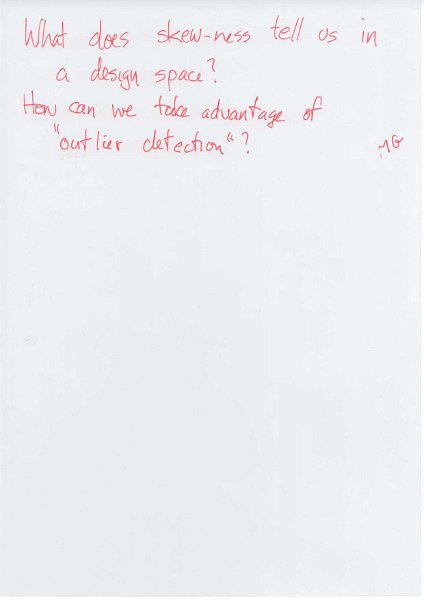 What does skew-ness tell us in
a design space?
How can we take advantage of
"outlier detection"?
MG